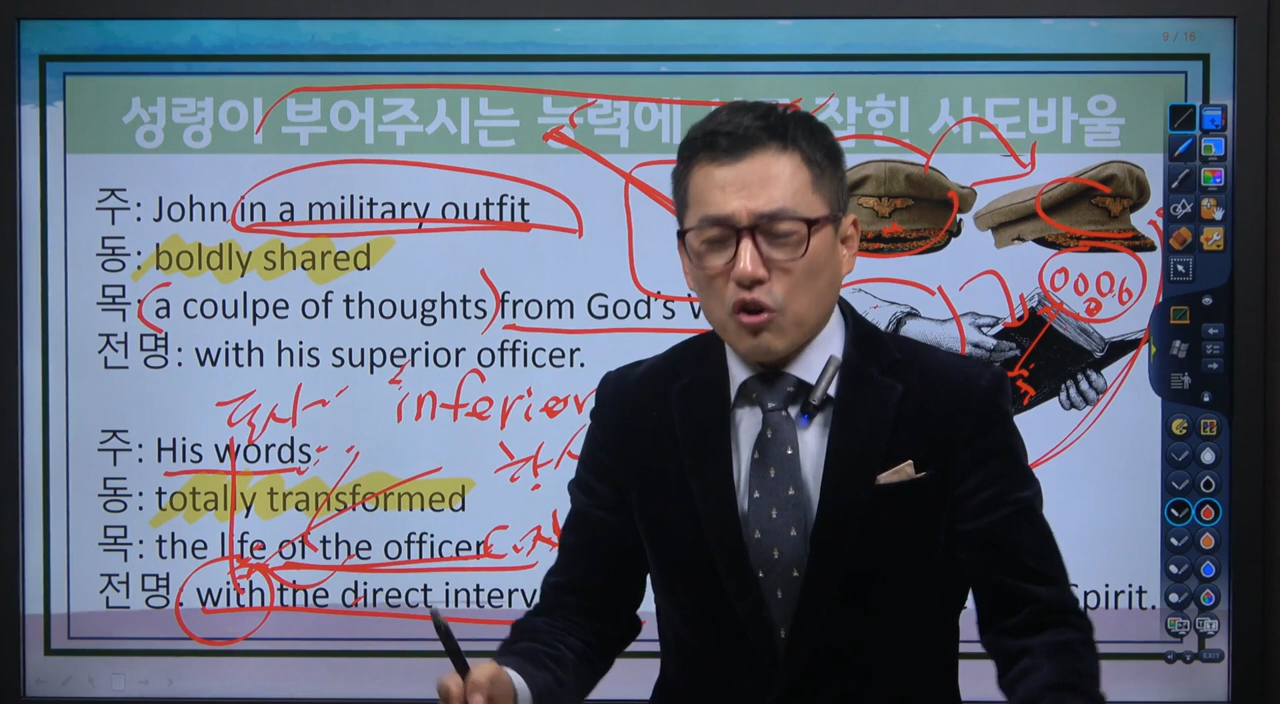 9 / 16
성령이 부어주시는 능력에 잡힌 사도바울
주: John in a military outfit
동: boldly shared
목: a coulpe of thoughts from God's
전명: with his superior officer.
inferior
주: His words
동: totally transformed
목: the life of the officer
전명: with the direct interv Spirit.
EXIT